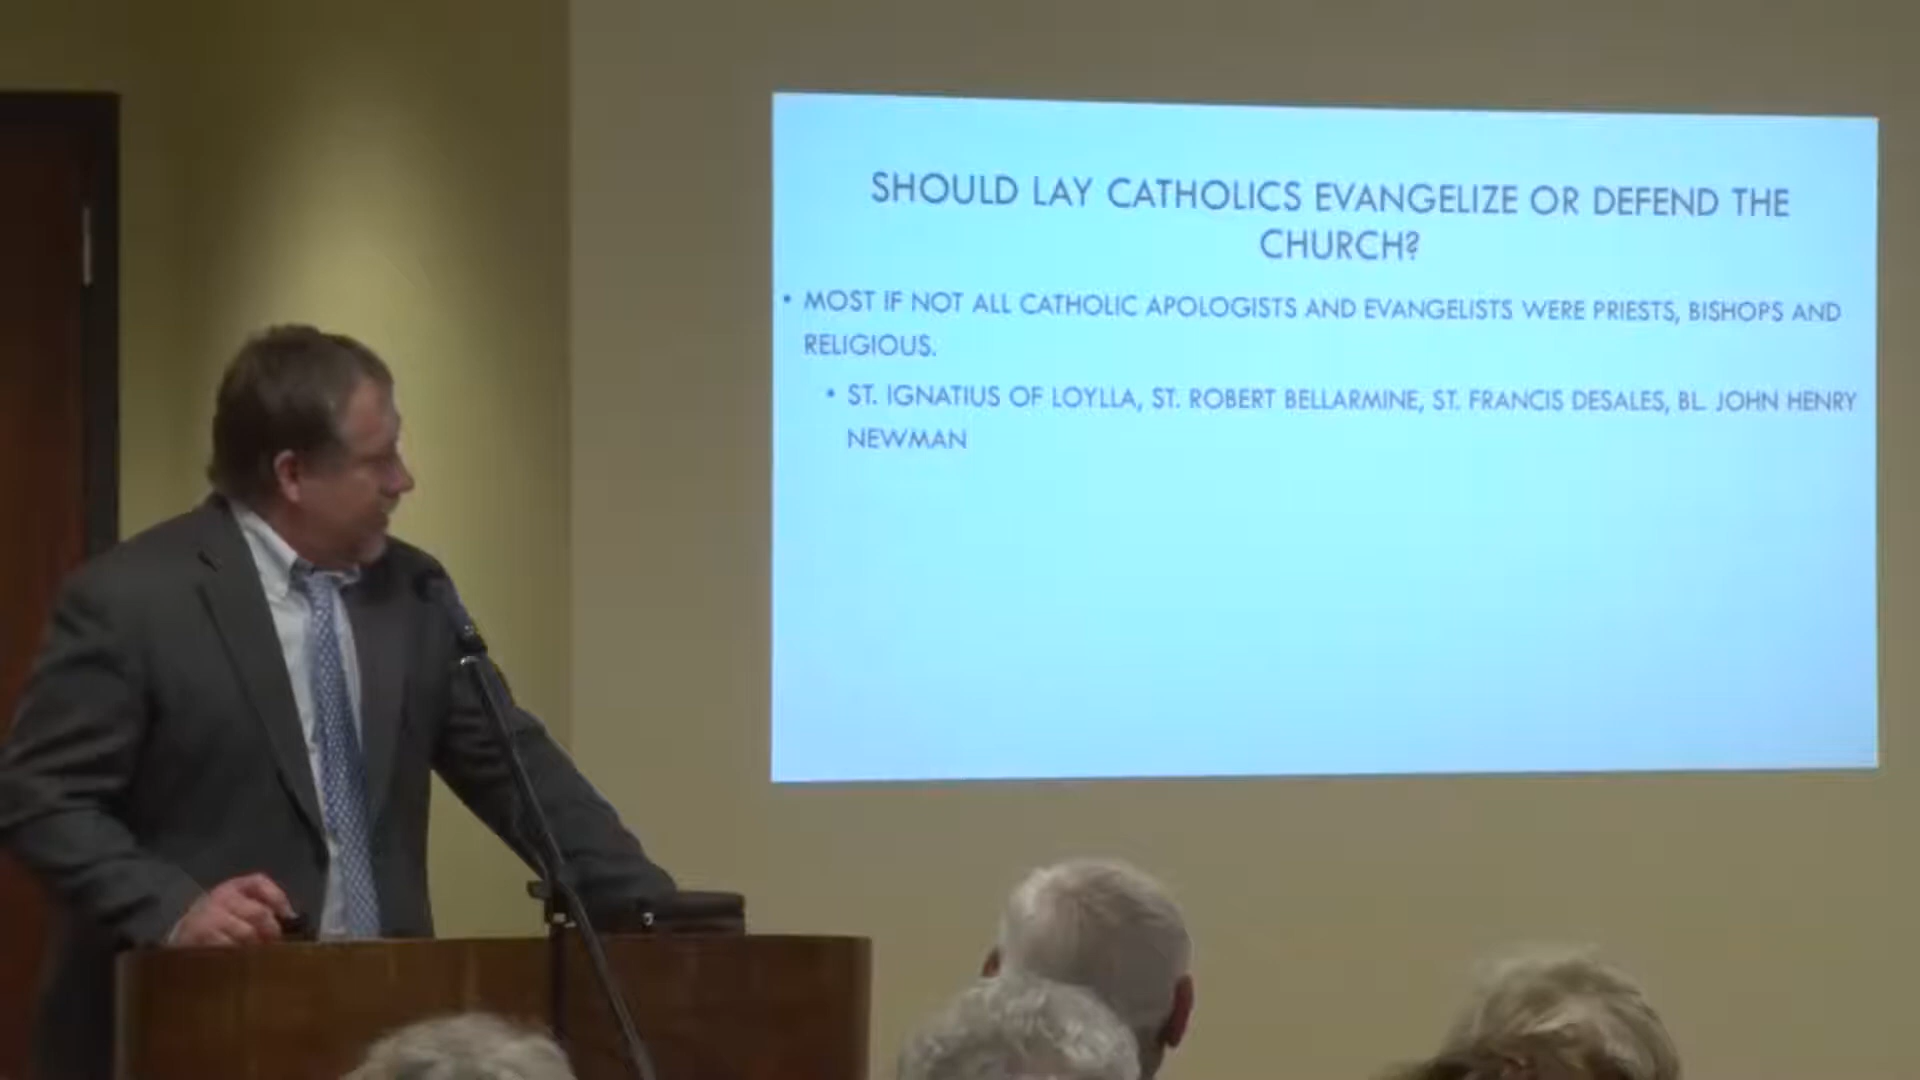 SHOULD LAY CATHOLICS EVANGELIZE OR DEFEND THE
CHURCH?
• MOST IF NOT ALL CATHOLIC APOLOGISTS AND EVANGELISTS WERE PRIESTS, BISHOPS AND
RELIGIOUS.
• ST. IGNATIUS OF LOYLLA, ST. ROBERT BELLARMINE, ST. FRANCIS DESALES, BL. JOHN HENRY
NEWMAN